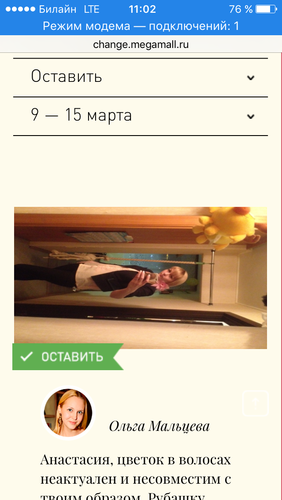 Билайн LTE 11:02 76 %
Режим модема — подключений: 1
change.megamall.ru
Оставить
9 — 15 марта
ОСТАВИТЬ
Ольга Мальцева
Анастасия, цветок в волосах
неактуален и несовместим с
твоим образом. Рубашку